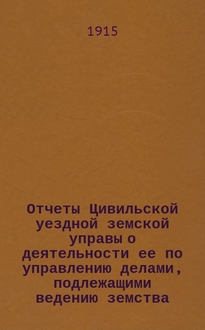 1915
Отчеты Цивильской
уездной земской
управы о
деятельности ее по
управлению делами,
подлежащими
ведению земства